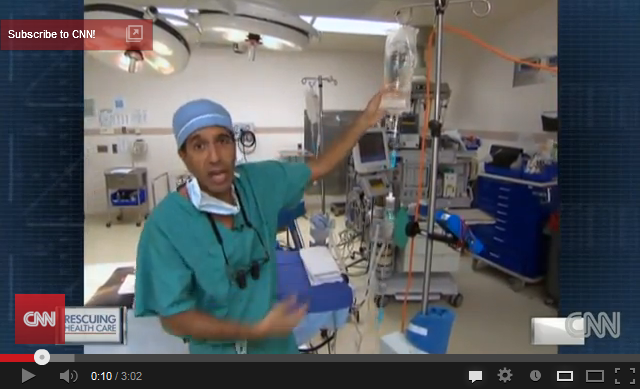 Subscribe to CNN!
CNN
RESCUING
HEALTH CARE
CNN
0:10 / 3:02